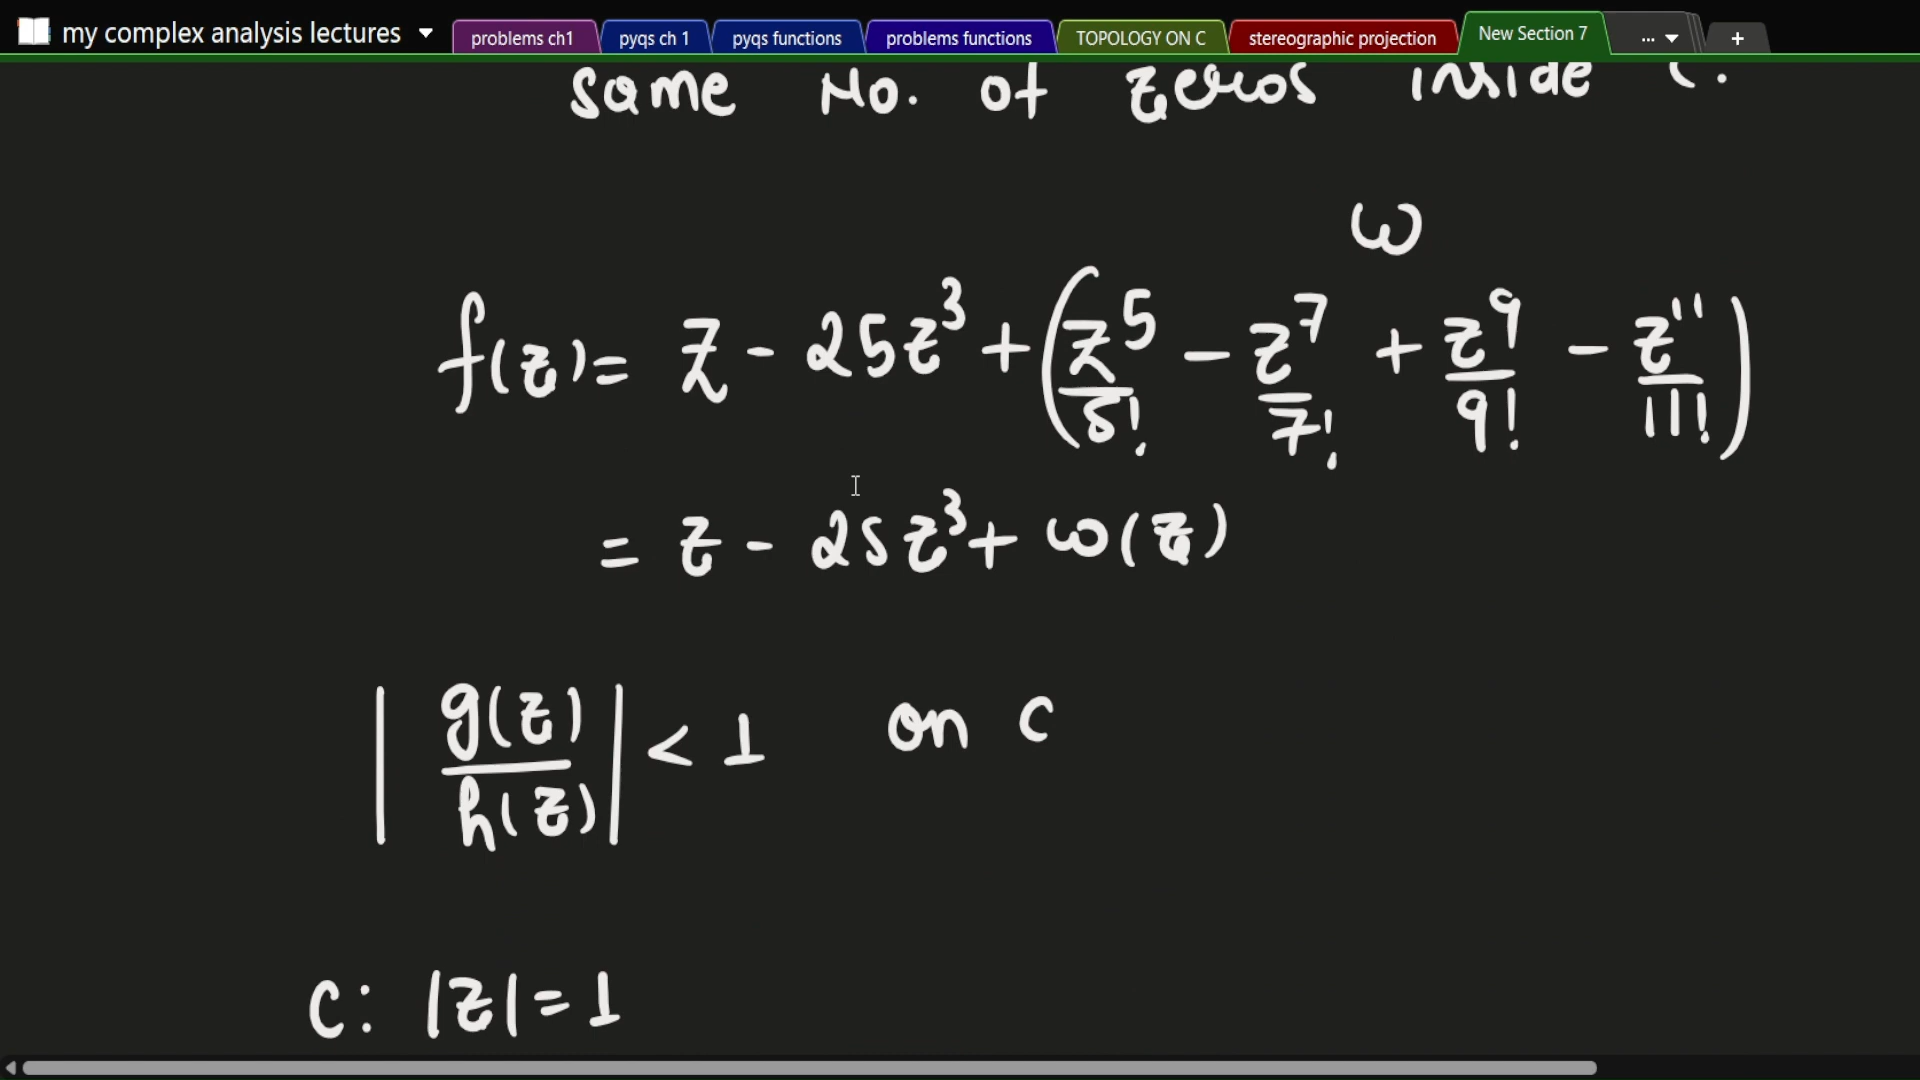 my complex analysis lectures
problems ch1
pyqs ch 1
pyqs functions
problems functions
TOPOLOGY ON C
stereographic projection
New Section 7
...
+
same No. of zeros inside C.
ω
f(z) = z - 25z³ + (z⁵/5! - z⁷/7! + z⁹/9! - z¹¹/11!)
= z - 25z³ + ω(z)
|g(z)/h(z)| < 1 on C
C: |z| = 1